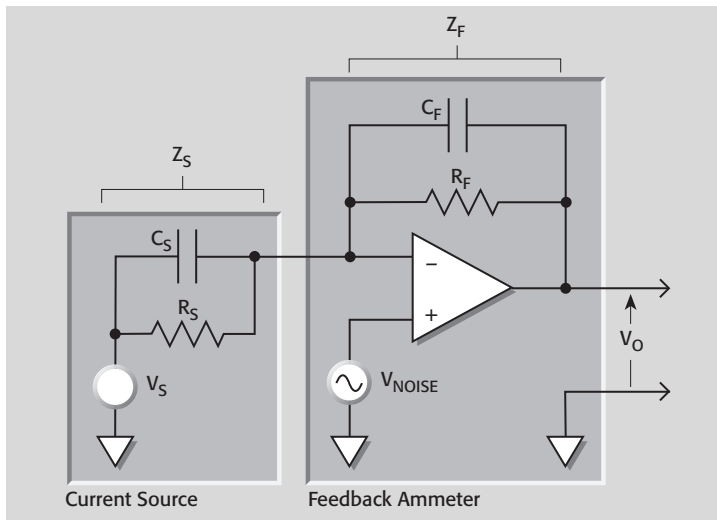 Z_F
C_F
Z_S
R_F
C_S
−
R_S
+
V_O
V_S
V_NOISE
Current Source
Feedback Ammeter